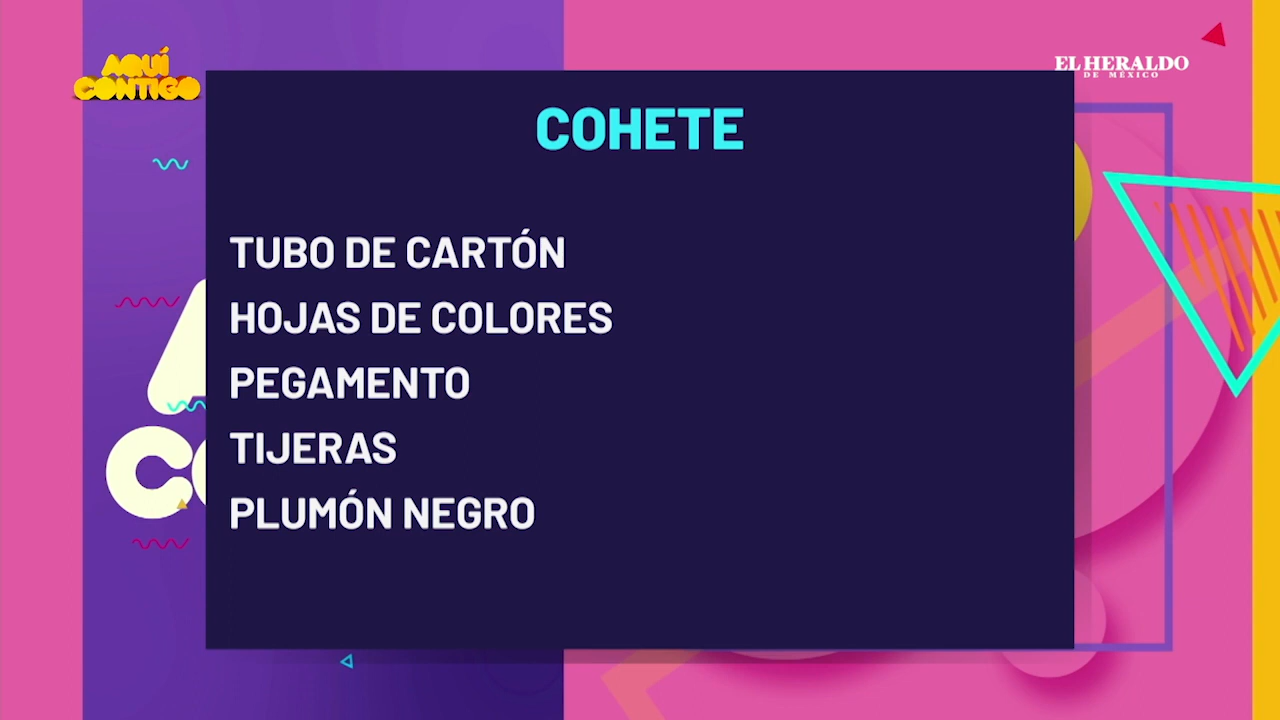 AQUÍ
CONTIGO
EL HERALDO
DE MÉXICO
COHETE
TUBO DE CARTÓN
HOJAS DE COLORES
PEGAMENTO
TIJERAS
PLUMÓN NEGRO